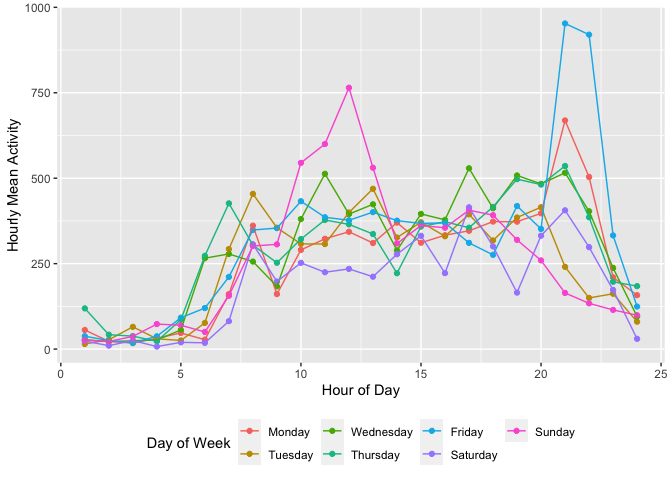 1000
750
500
250
0
Hourly Mean Activity
0 5 10 15 20 25
Hour of Day
Day of Week
Monday Wednesday Friday Sunday
Tuesday Thursday Saturday